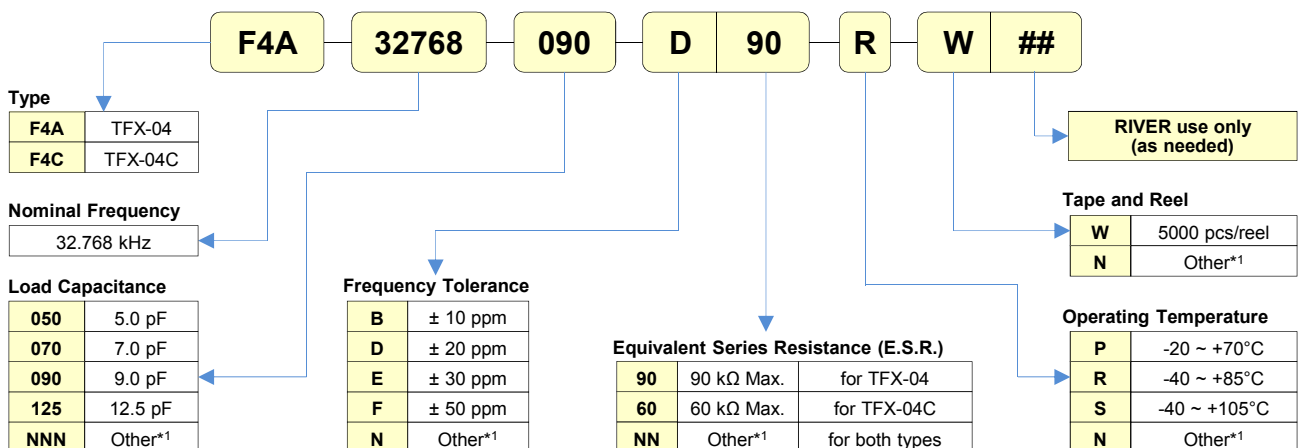 F4A 32768 090 D 90 R W ##
Type
F4A TFX-04
F4C TFX-04C
Nominal Frequency
32.768 kHz
Load Capacitance
050 5.0 pF
070 7.0 pF
090 9.0 pF
125 12.5 pF
NNN Other*1
Frequency Tolerance
B ± 10 ppm
D ± 20 ppm
E ± 30 ppm
F ± 50 ppm
N Other*1
Equivalent Series Resistance (E.S.R.)
90 90 kΩ Max. for TFX-04
60 60 kΩ Max. for TFX-04C
NN Other*1 for both types
RIVER use only
(as needed)
Tape and Reel
W 5000 pcs/reel
N Other*1
Operating Temperature
P -20 ~ +70°C
R -40 ~ +85°C
S -40 ~ +105°C
N Other*1